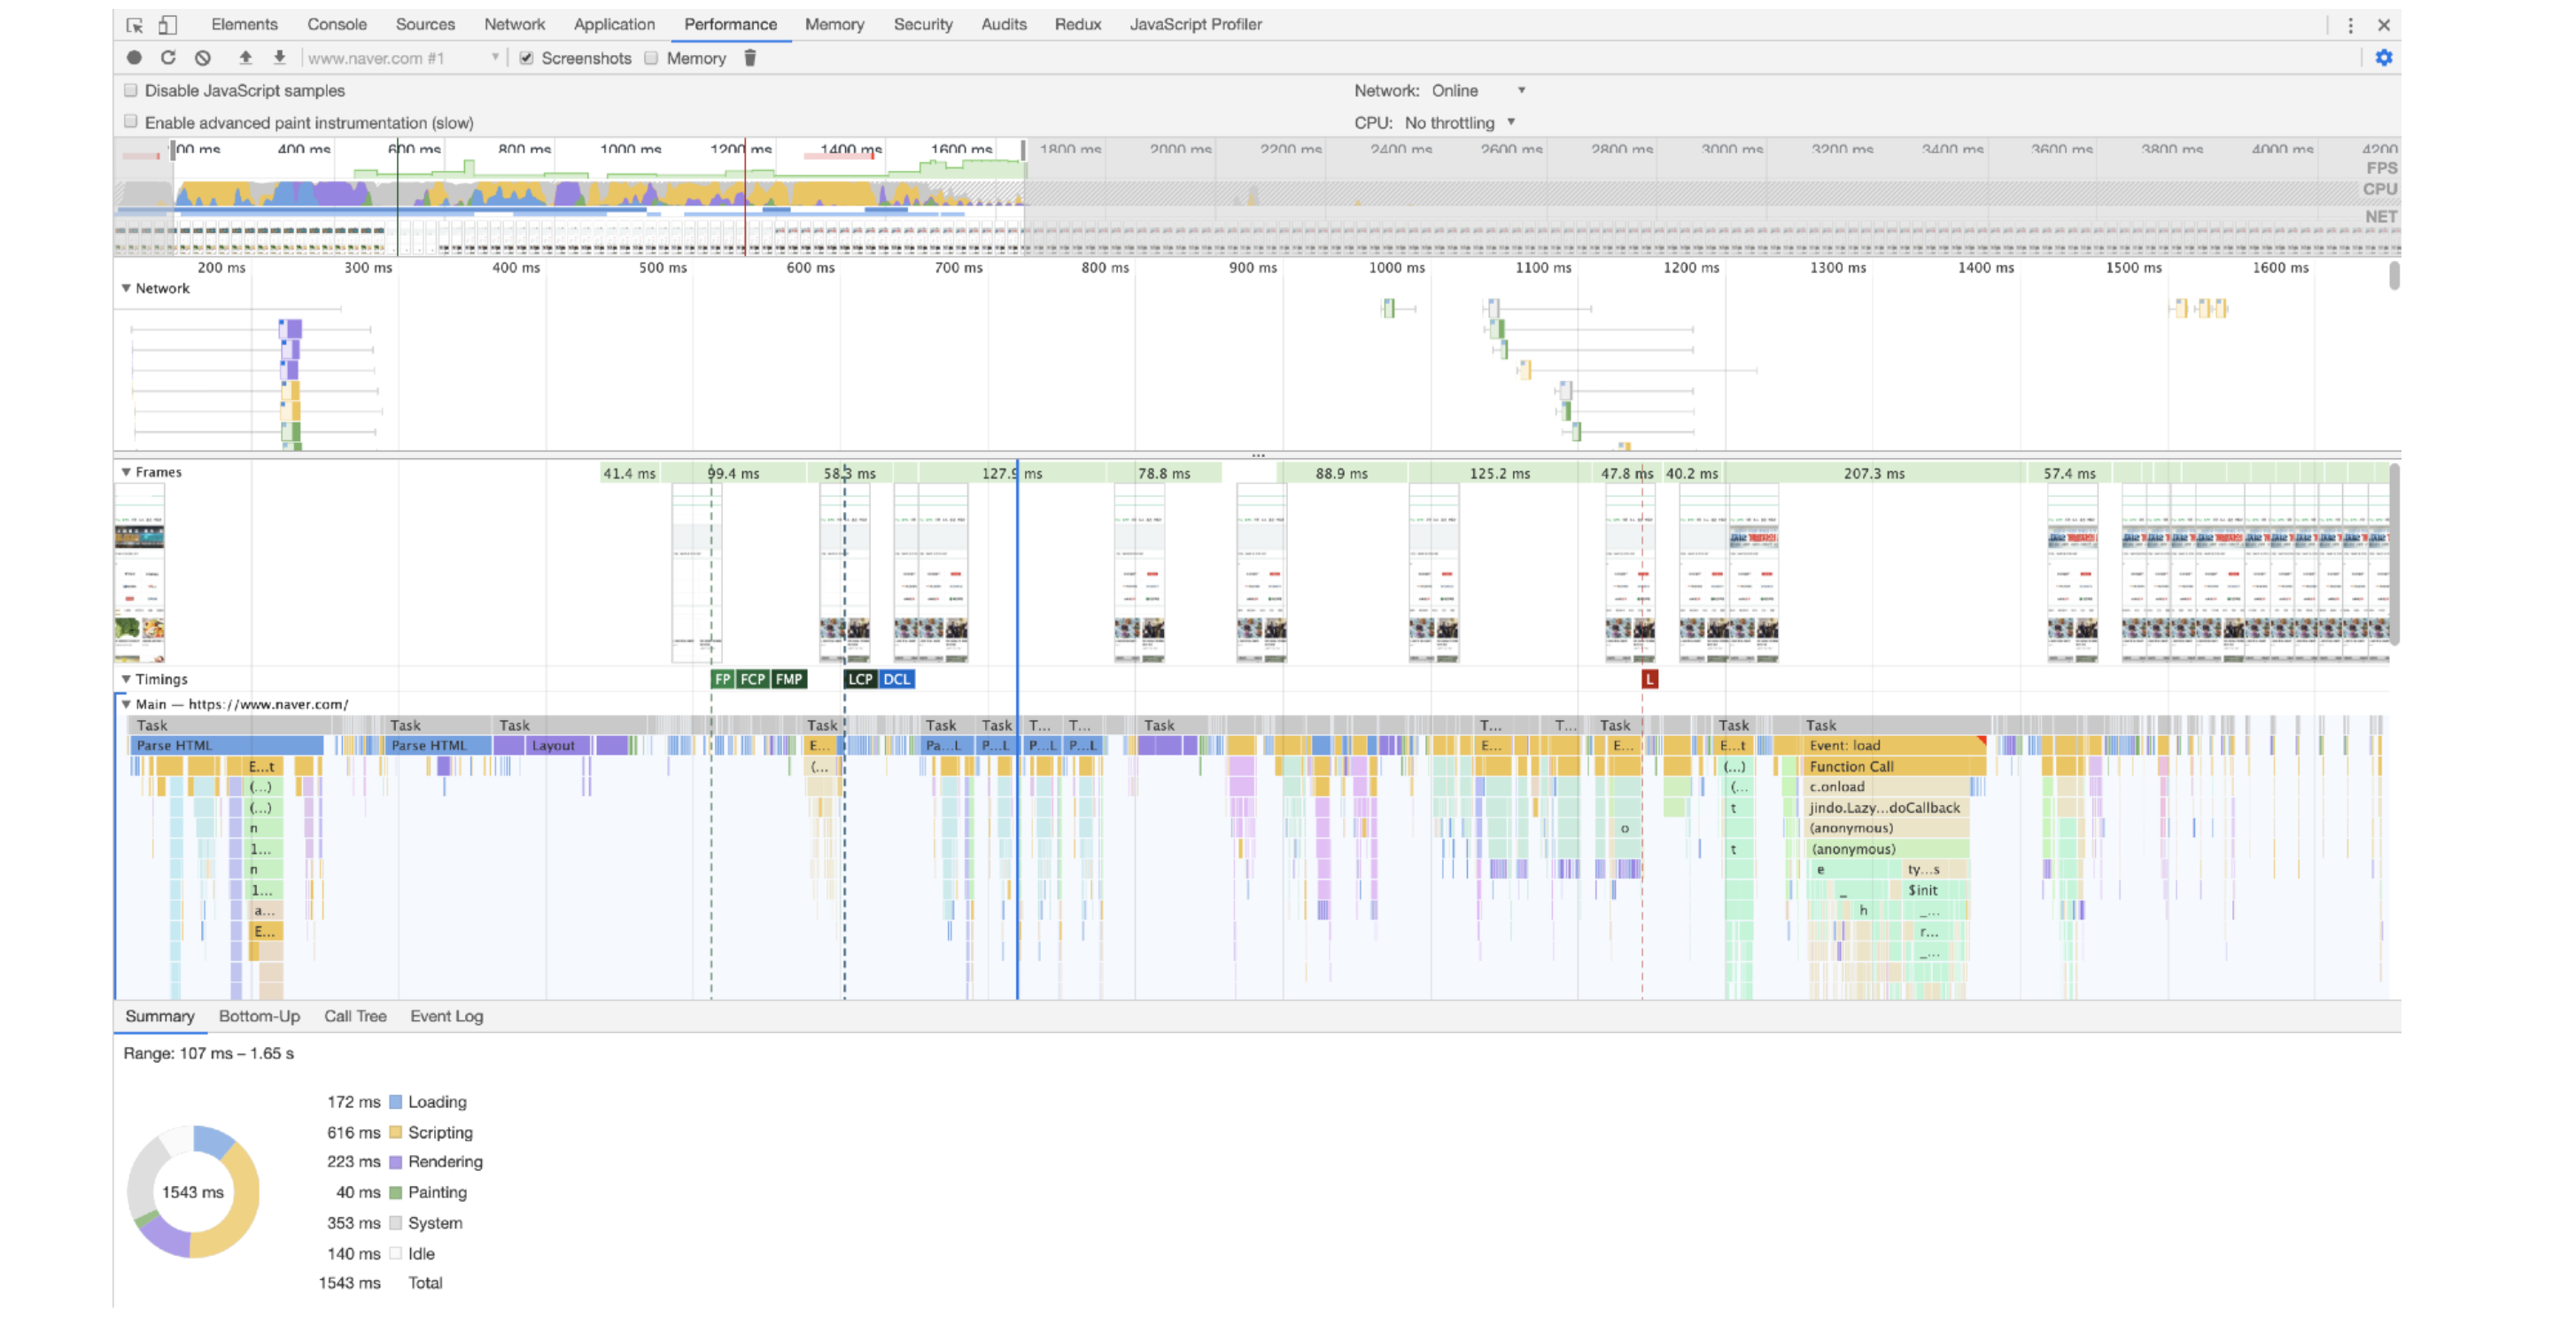 Elements Console Sources Network Application Performance Memory Security Audits Redux JavaScript Profiler
www.naver.com #1 Screenshots Memory
Disable JavaScript samples Network: Online
Enable advanced paint instrumentation (slow) CPU: No throttling
00 ms 400 ms 600 ms 800 ms 1000 ms 1200 ms 1400 ms 1600 ms 1800 ms 2000 ms 2200 ms 2400 ms 2600 ms 2800 ms 3000 ms 3200 ms 3400 ms 3600 ms 3800 ms 4000 ms 4200
FPS
CPU
NET
200 ms 300 ms 400 ms 500 ms 600 ms 700 ms 800 ms 900 ms 1000 ms 1100 ms 1200 ms 1300 ms 1400 ms 1500 ms 1600 ms
Network
Frames 41.4 ms 99.4 ms 58.3 ms 127.9 ms 78.8 ms 88.9 ms 125.2 ms 47.8 ms 40.2 ms 207.3 ms 57.4 ms
Timings FP FCP FMP LCP DCL L
Main — https://www.naver.com/
Task Task Task Task Task Task T... T... Task T... T... Task Task Task
Parse HTML Parse HTML Layout E... Pa...L P...L P...L P...L E... E... E...t Event: load
E...t (... (...) Function Call
(...) (... c.onload
(...) t jindo.Lazy...doCallback
n o (anonymous)
1... t (anonymous)
n e ty...s
1... _ $init
a... h _...
E... r...
_...
Summary Bottom-Up Call Tree Event Log
Range: 107 ms – 1.65 s
172 ms Loading
616 ms Scripting
223 ms Rendering
1543 ms
40 ms Painting
353 ms System
140 ms Idle
1543 ms Total